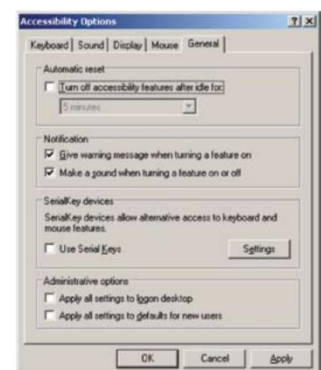 Accessibility Options
Keyboard Sound Display Mouse General
Automatic reset
Turn off accessibility features after idle for:
5 minutes
Notification
Give warning message when turning a feature on
Make a sound when turning a feature on or off
SerialKey devices
SerialKey devices allow alternative access to keyboard and
mouse features.
Use Serial Keys
Settings
Administrative options
Apply all settings to logon desktop
Apply all settings to defaults for new users
OK Cancel Apply